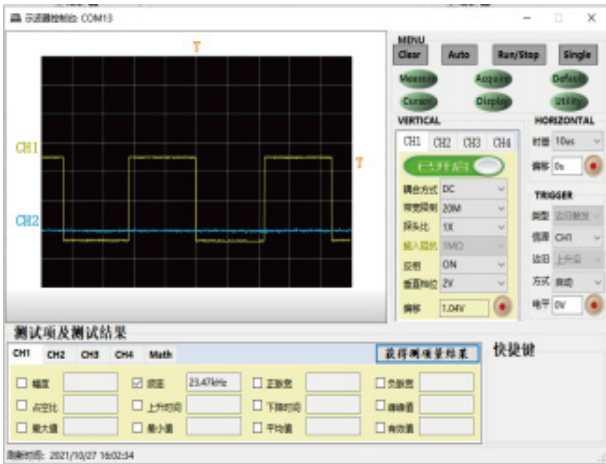 示波器控制台: COM13
MENU
Clear Auto Run/Stop Single
Measure Acquire Default
Cursor Display Utility
VERTICAL
CH1 CH2 CH3 CH4
已开启
耦合方式 DC
带宽限制 20M
探头比 1X
输入阻抗 1MΩ
反相 ON
垂直档位 2V
偏移 1.04V
HORIZONTAL
时基 10us
偏移 0s
TRIGGER
类型 边沿触发
信源 CH1
边沿 上升沿
方式 自动
电平 0V
T
CH1
T
CH2
测试项及测试结果
CH1 CH2 CH3 CH4 Math
获得测项量结果
快捷键
幅度 频率 23.47kHz 正脉宽 负脉宽
占空比 上升时间 下降时间 峰峰值
最大值 最小值 平均值 有效值
刷新时间: 2021/10/27 16:02:34